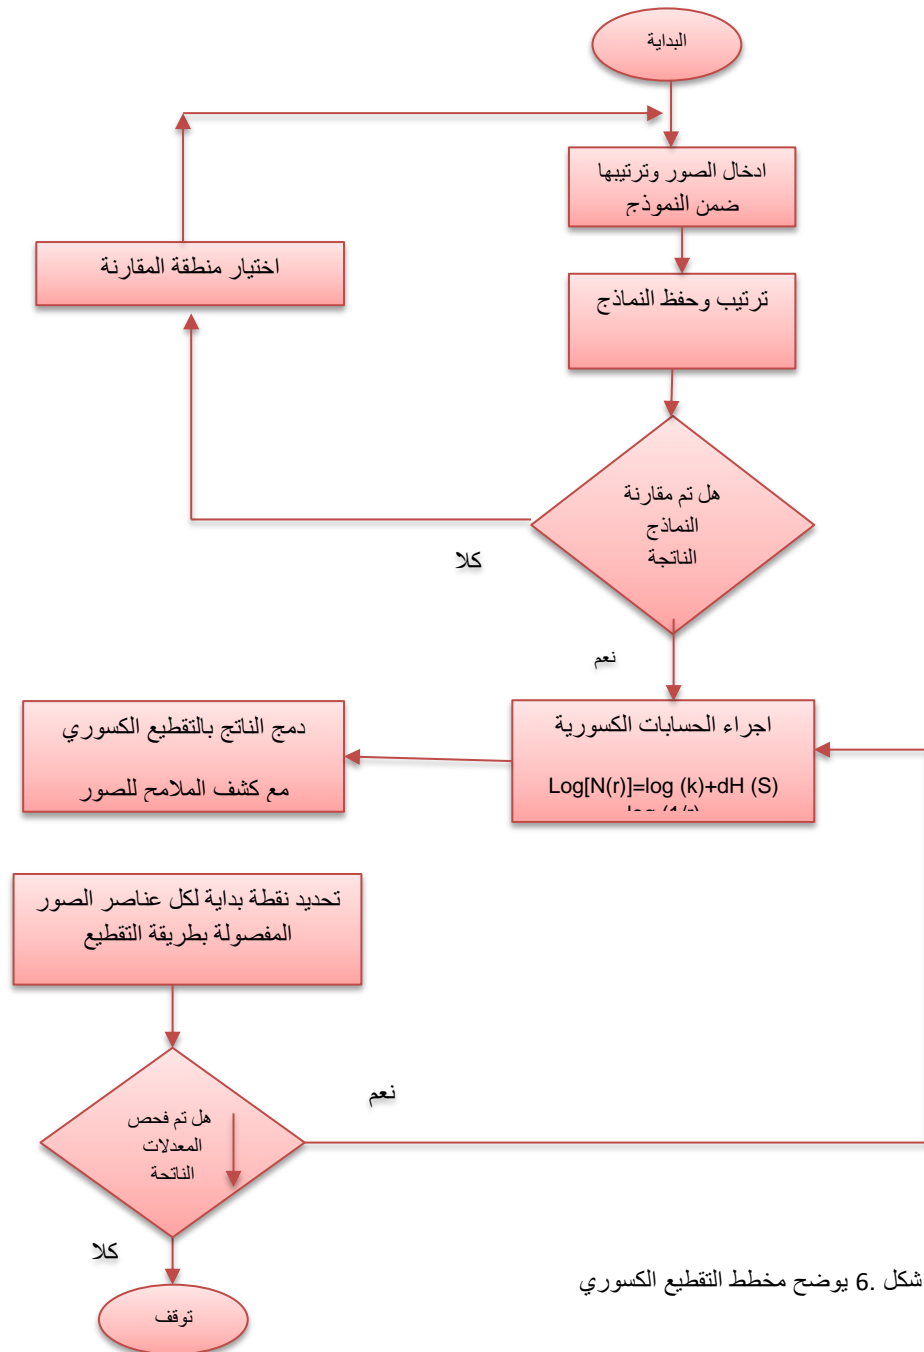 البداية
ادخال الصور وترتيبها
ضمن النموذج
اختيار منطقة المقارنة
ترتيب وحفظ النماذج
هل تم مقارنة
النماذج
الناتجة
كلا
نعم
اجراء الحسابات الكسورية
Log[N(r)]=log (k)+dH (S)
log (1/r)
دمج الناتج بالتقطيع الكسوري
مع كشف الملامح للصور
تحديد نقطة بداية لكل عناصر الصور
المفصولة بطريقة التقطيع
هل تم فحص
المعدلات
الناتجة
نعم
كلا
توقف
شكل .6 يوضح مخطط التقطيع الكسوري